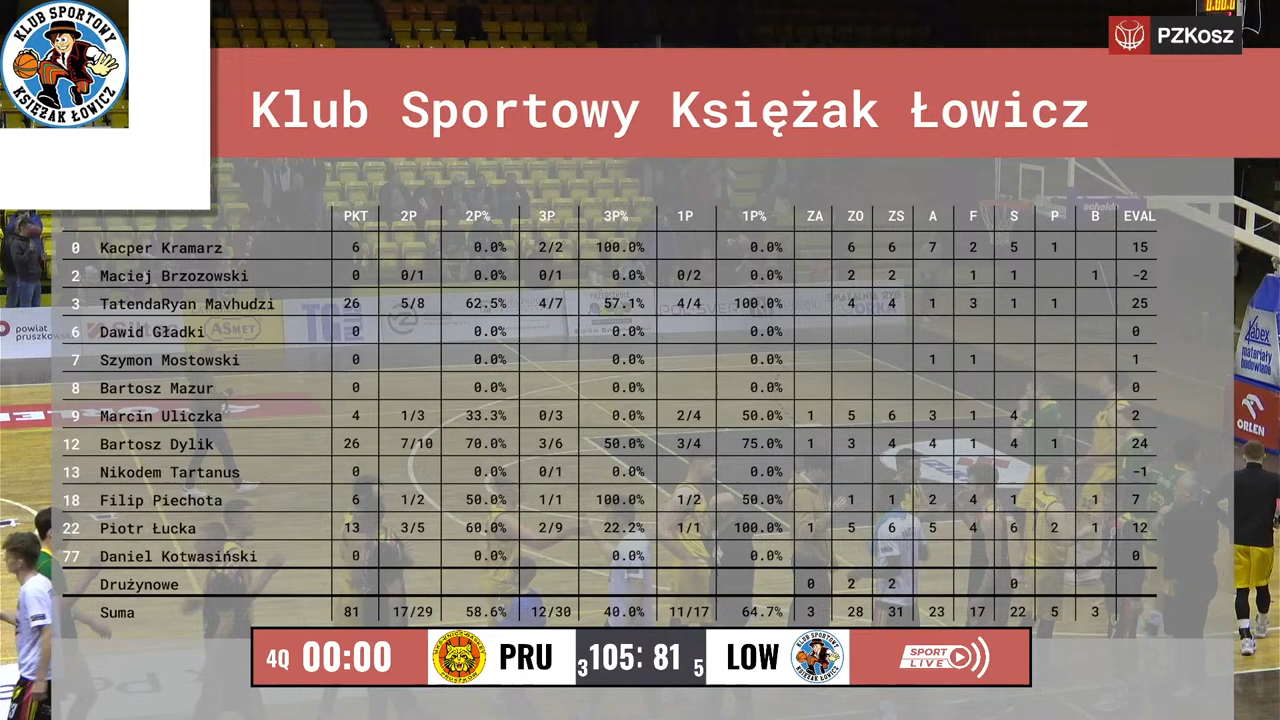 KLUB SPORTOWY
KSIĘŻAK ŁOWICZ
PZKosz
Klub Sportowy Księżak Łowicz
PKT 2P 2P% 3P 3P% 1P 1P% ZA ZO ZS A F S P B EVAL
0 Kacper Kramarz 6 0.0% 2/2 100.0% 0.0% 6 6 7 2 5 1 15
2 Maciej Brzozowski 0 0/1 0.0% 0/1 0.0% 0/2 0.0% 2 2 1 1 1 -2
3 TatendaRyan Mavhudzi 26 5/8 62.5% 4/7 57.1% 4/4 100.0% 4 4 1 3 1 1 25
6 Dawid Gładki 0 0.0% 0.0% 0.0% 0
7 Szymon Mostowski 0 0.0% 0.0% 0.0% 1 1 1
8 Bartosz Mazur 0 0.0% 0.0% 0.0% 0
9 Marcin Uliczka 4 1/3 33.3% 0/3 0.0% 2/4 50.0% 1 5 6 3 1 4 2
12 Bartosz Dylik 26 7/10 70.0% 3/6 50.0% 3/4 75.0% 1 3 4 4 1 4 1 24
13 Nikodem Tartanus 0 0.0% 0/1 0.0% 0.0% -1
18 Filip Piechota 6 1/2 50.0% 1/1 100.0% 1/2 50.0% 1 1 2 4 1 1 7
22 Piotr Łucka 13 3/5 60.0% 2/9 22.2% 1/1 100.0% 1 5 6 5 4 6 2 1 12
77 Daniel Kotwasiński 0 0.0% 0.0% 0.0% 0
Drużynowe 0 2 2 0
Suma 81 17/29 58.6% 12/30 40.0% 11/17 64.7% 3 28 31 23 17 22 5 3
4Q 00:00 PRU 3 105: 81 5 LOW SPORT LIVE
powiat
ASMET
Xabex
materiały
budowlane
ORLEN